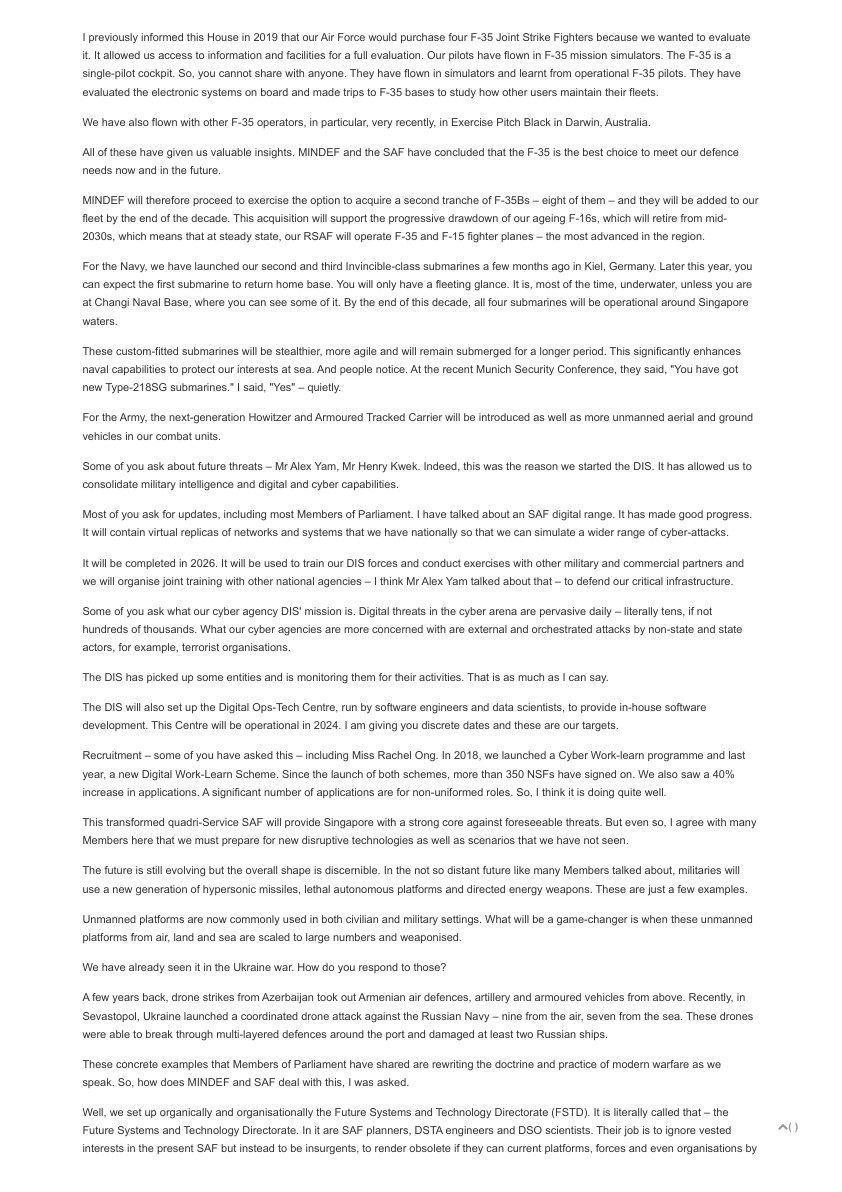 I previously informed this House in 2019 that our Air Force would purchase four F-35 Joint Strike Fighters because we wanted to evaluate
it. It allowed us access to information and facilities for a full evaluation. Our pilots have flown in F-35 mission simulators. The F-35 is a
single-pilot cockpit. So, you cannot share with anyone. They have flown in simulators and learnt from operational F-35 pilots. They have
evaluated the electronic systems on board and made trips to F-35 bases to study how other users maintain their fleets.
We have also flown with other F-35 operators, in particular, very recently, in Exercise Pitch Black in Darwin, Australia.
All of these have given us valuable insights. MINDEF and the SAF have concluded that the F-35 is the best choice to meet our defence
needs now and in the future.
MINDEF will therefore proceed to exercise the option to acquire a second tranche of F-35Bs – eight of them – and they will be added to our
fleet by the end of the decade. This acquisition will support the progressive drawdown of our ageing F-16s, which will retire from mid-
2030s, which means that at steady state, our RSAF will operate F-35 and F-15 fighter planes – the most advanced in the region.
For the Navy, we have launched our second and third Invincible-class submarines a few months ago in Kiel, Germany. Later this year, you
can expect the first submarine to return home base. You will only have a fleeting glance. It is, most of the time, underwater, unless you are
at Changi Naval Base, where you can see some of it. By the end of this decade, all four submarines will be operational around Singapore
waters.
These custom-fitted submarines will be stealthier, more agile and will remain submerged for a longer period. This significantly enhances
naval capabilities to protect our interests at sea. And people notice. At the recent Munich Security Conference, they said, "You have got
new Type-218SG submarines." I said, "Yes" – quietly.
For the Army, the next-generation Howitzer and Armoured Tracked Carrier will be introduced as well as more unmanned aerial and ground
vehicles in our combat units.
Some of you ask about future threats – Mr Alex Yam, Mr Henry Kwek. Indeed, this was the reason we started the DIS. It has allowed us to
consolidate military intelligence and digital and cyber capabilities.
Most of you ask for updates, including most Members of Parliament. I have talked about an SAF digital range. It has made good progress.
It will contain virtual replicas of networks and systems that we have nationally so that we can simulate a wider range of cyber-attacks.
It will be completed in 2026. It will be used to train our DIS forces and conduct exercises with other military and commercial partners and
we will organise joint training with other national agencies – I think Mr Alex Yam talked about that – to defend our critical infrastructure.
Some of you ask what our cyber agency DIS' mission is. Digital threats in the cyber arena are pervasive daily – literally tens, if not
hundreds of thousands. What our cyber agencies are more concerned with are external and orchestrated attacks by non-state and state
actors, for example, terrorist organisations.
The DIS has picked up some entities and is monitoring them for their activities. That is as much as I can say.
The DIS will also set up the Digital Ops-Tech Centre, run by software engineers and data scientists, to provide in-house software
development. This Centre will be operational in 2024. I am giving you discrete dates and these are our targets.
Recruitment – some of you have asked this – including Miss Rachel Ong. In 2018, we launched a Cyber Work-learn programme and last
year, a new Digital Work-Learn Scheme. Since the launch of both schemes, more than 350 NSFs have signed on. We also saw a 40%
increase in applications. A significant number of applications are for non-uniformed roles. So, I think it is doing quite well.
This transformed quadri-Service SAF will provide Singapore with a strong core against foreseeable threats. But even so, I agree with many
Members here that we must prepare for new disruptive technologies as well as scenarios that we have not seen.
The future is still evolving but the overall shape is discernible. In the not so distant future like many Members talked about, militaries will
use a new generation of hypersonic missiles, lethal autonomous platforms and directed energy weapons. These are just a few examples.
Unmanned platforms are now commonly used in both civilian and military settings. What will be a game-changer is when these unmanned
platforms from air, land and sea are scaled to large numbers and weaponised.
We have already seen it in the Ukraine war. How do you respond to those?
A few years back, drone strikes from Azerbaijan took out Armenian air defences, artillery and armoured vehicles from above. Recently, in
Sevastopol, Ukraine launched a coordinated drone attack against the Russian Navy – nine from the air, seven from the sea. These drones
were able to break through multi-layered defences around the port and damaged at least two Russian ships.
These concrete examples that Members of Parliament have shared are rewriting the doctrine and practice of modern warfare as we
speak. So, how does MINDEF and SAF deal with this, I was asked.
Well, we set up organically and organisationally the Future Systems and Technology Directorate (FSTD). It is literally called that – the
Future Systems and Technology Directorate. In it are SAF planners, DSTA engineers and DSO scientists. Their job is to ignore vested
interests in the present SAF but instead to be insurgents, to render obsolete if they can current platforms, forces and even organisations by
( )